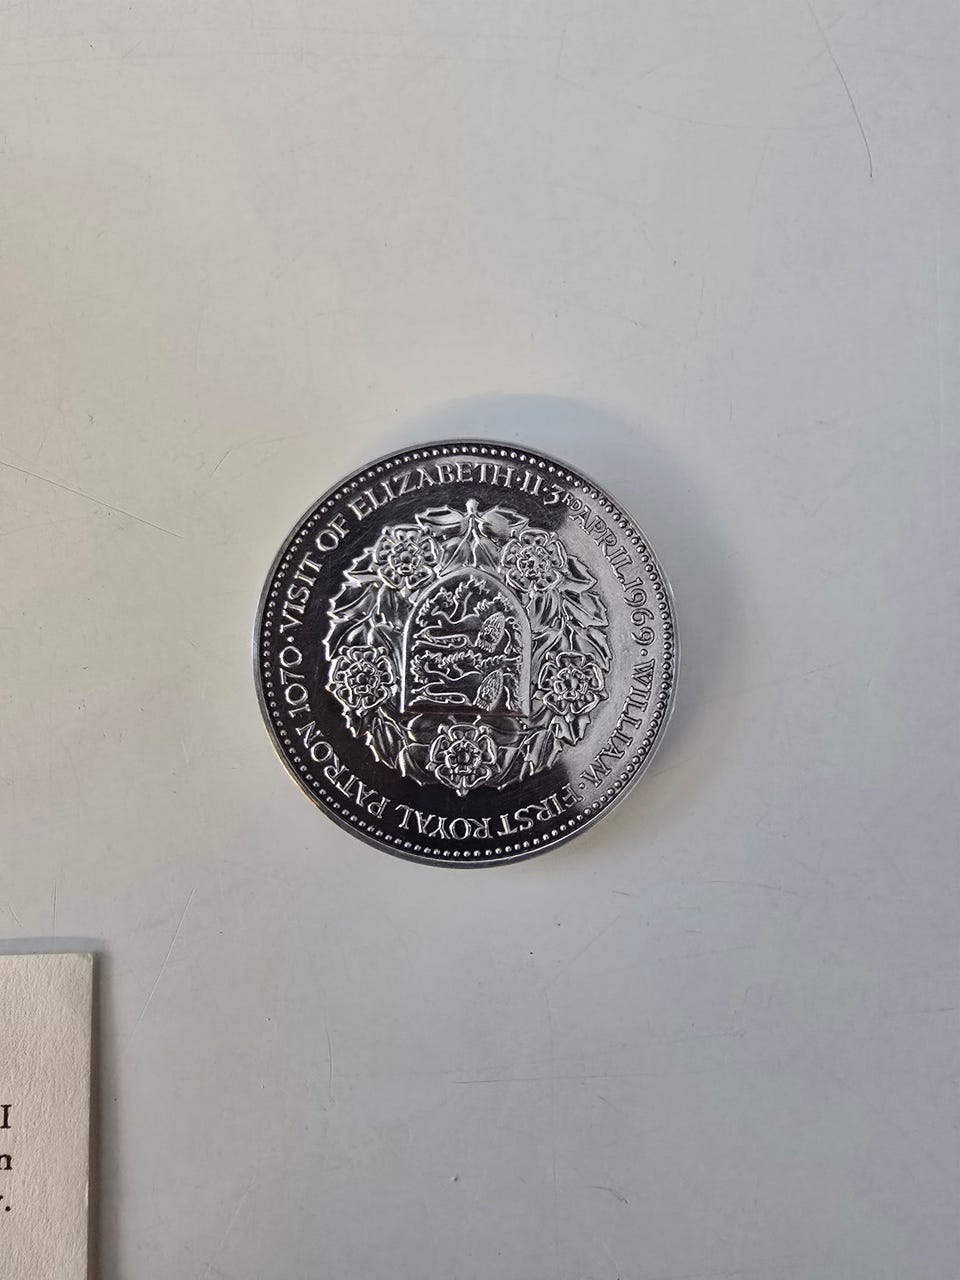 VISIT OF ELIZABETH·II·3RD APRIL.1969·WILLIAM·FIRST ROYAL PATRON 1070·
I
n
y.